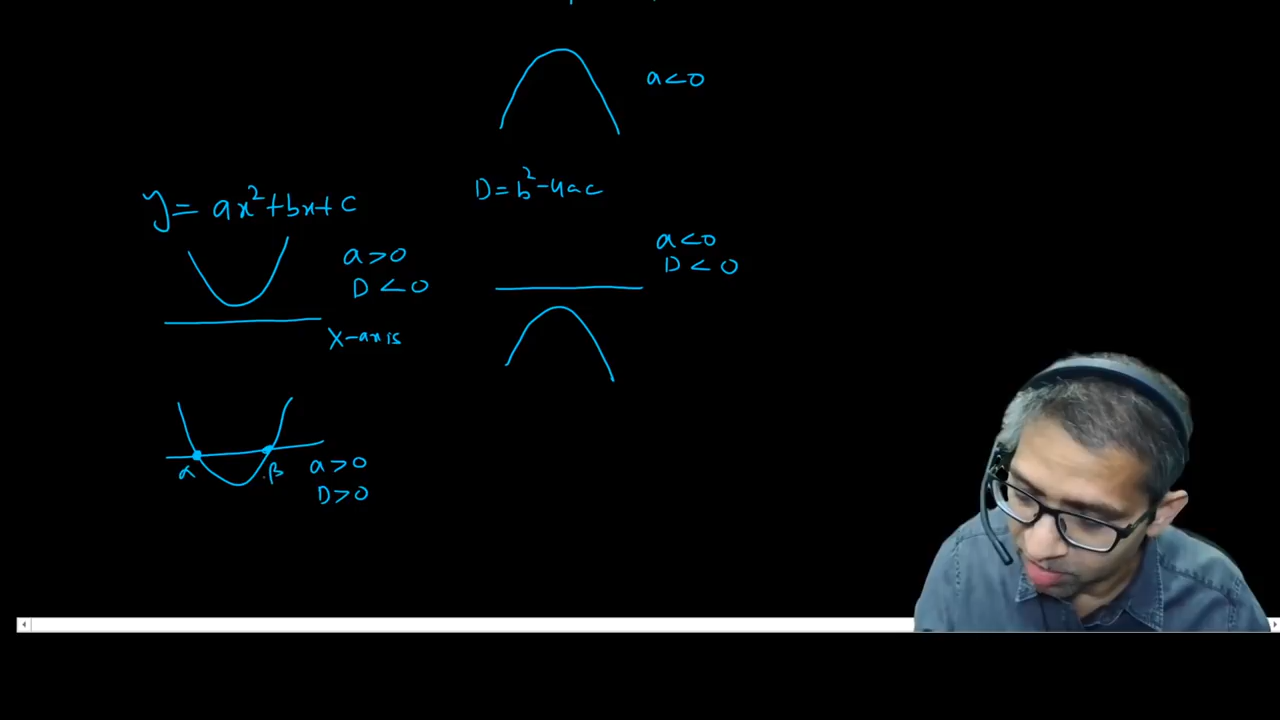 a<0
D=b²-4ac
y= ax²+bx+c
a>0
D<0
X-axis
a<0
D<0
α
β
a>0
D>0